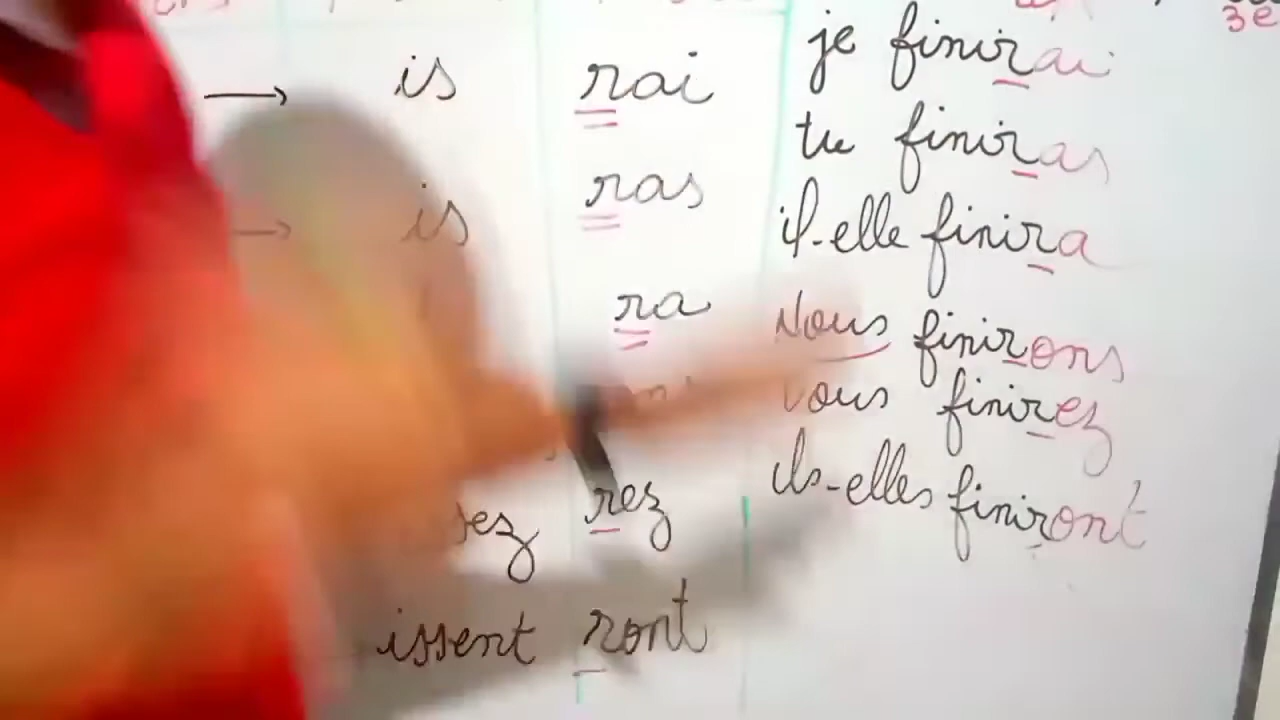 is rai je finirai
is ras tu finiras
ra il-elle finira
Nous finirons
rez vous finirez
issent ront ils-elles finiront
3e